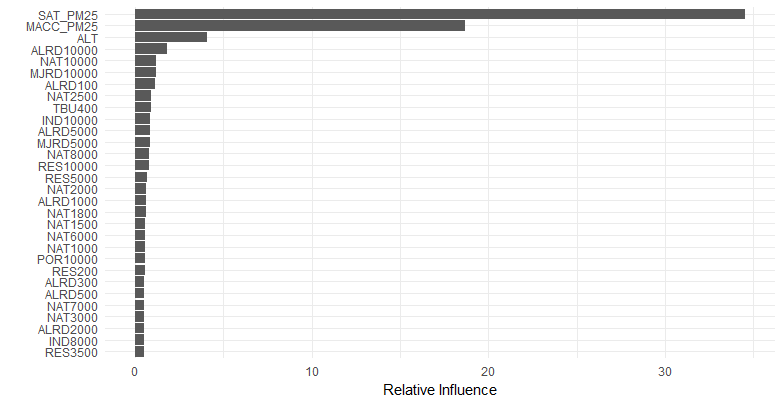 SAT_PM25
MACC_PM25
ALT
ALRD10000
NAT10000
MJRD10000
ALRD100
NAT2500
TBU400
IND10000
ALRD5000
MJRD5000
NAT8000
RES10000
RES5000
NAT2000
ALRD1000
NAT1800
NAT1500
NAT6000
NAT1000
POR10000
RES200
ALRD300
ALRD500
NAT7000
NAT3000
ALRD2000
IND8000
RES3500
0 10 20 30
Relative Influence